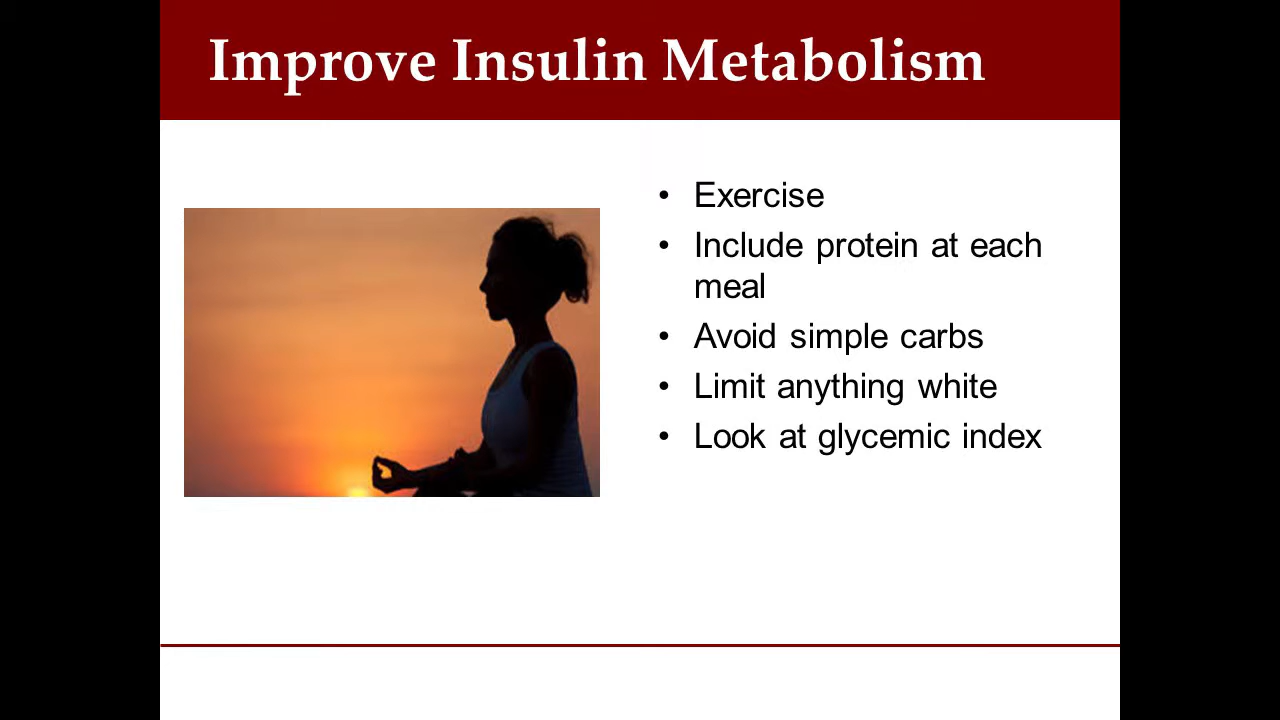 Improve Insulin Metabolism
• Exercise
• Include protein at each
meal
• Avoid simple carbs
• Limit anything white
• Look at glycemic index